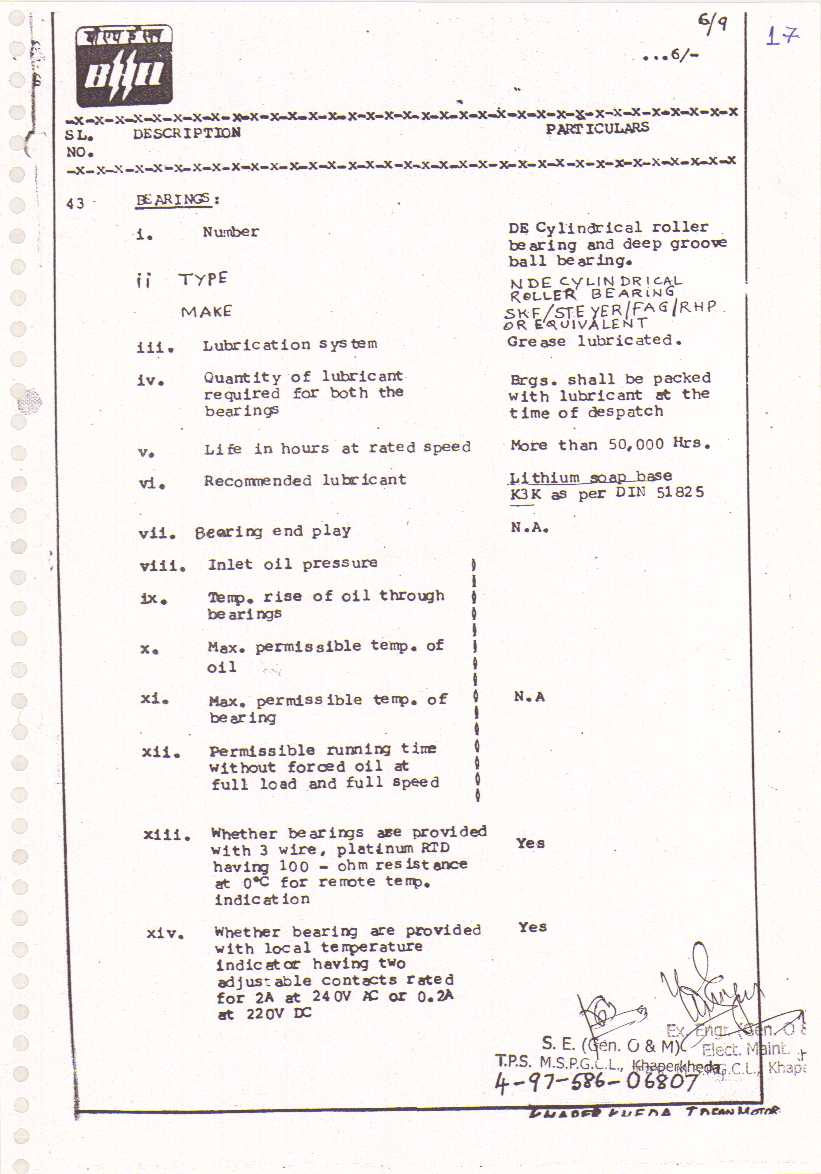 6/9
17
...6/-
बी एच ई एल
-x-x-x-x-x-x-x-x-x-x-x-x-x-x-x-x-x-x-x-x-x-x-x-x-x-x-x-x-x-x-x-x-x-x-x
SL. DESCRIPTION PARTICULARS
NO.
-x-x-x-x-x-x-x-x-x-x-x-x-x-x-x-x-x-x-x-x-x-x-x-x-x-x-x-x-x-x-x-x-x-x-x
43 BEARINGS:
i. Number DE Cylindrical roller
bearing and deep groove
ball bearing.
ii TYPE NDE CYLINDRICAL
ROLLER BEARING
MAKE SKF/STEYER/FAG/RHP.
OR EQUIVALENT
iii. Lubrication system Grease lubricated.
iv. Quantity of lubricant Brgs. shall be packed
required for both the with lubricant at the
bearings time of despatch
v. Life in hours at rated speed More than 50,000 Hrs.
vi. Recommended lubricant Lithium soap base
K3K as per DIN 51825
vii. Bearing end play N.A.
viii. Inlet oil pressure
ix. Temp. rise of oil through
bearings
x. Max. permissible temp. of
oil
xi. Max. permissible temp. of N.A
bearing
xii. Permissible running time
without forced oil at
full load and full speed
xiii. Whether bearings are provided
with 3 wire, platinum RTD Yes
having 100 - ohm resistance
at 0°C for remote temp.
indication
xiv. Whether bearing are provided Yes
with local temperature
indicator having two
adjustable contacts rated
for 2A at 240V AC or 0.2A
at 220V DC
Ex. Engr. (Gen. O &
S. E. (Gen. O & M) Elect. Maint.
T.P.S. M.S.P.G.C.L., Khaperkheda, .G.C.L., Khape
4-97-586-06807
KHAPERKHEDA ID FAN MOTOR